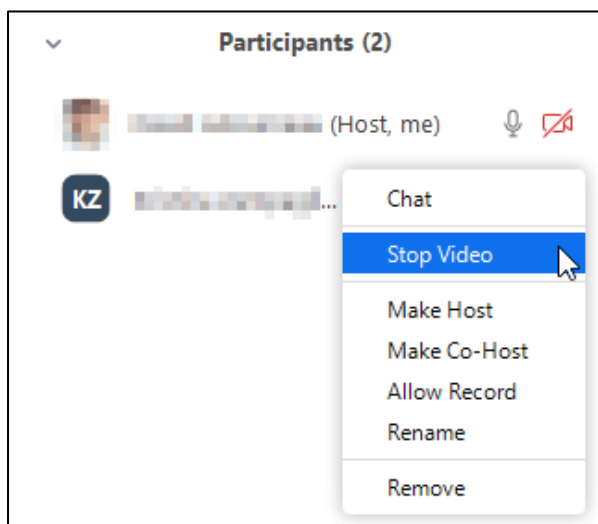 Participants (2)
(Host, me)
KZ
...
Chat
Stop Video
Make Host
Make Co-Host
Allow Record
Rename
Remove